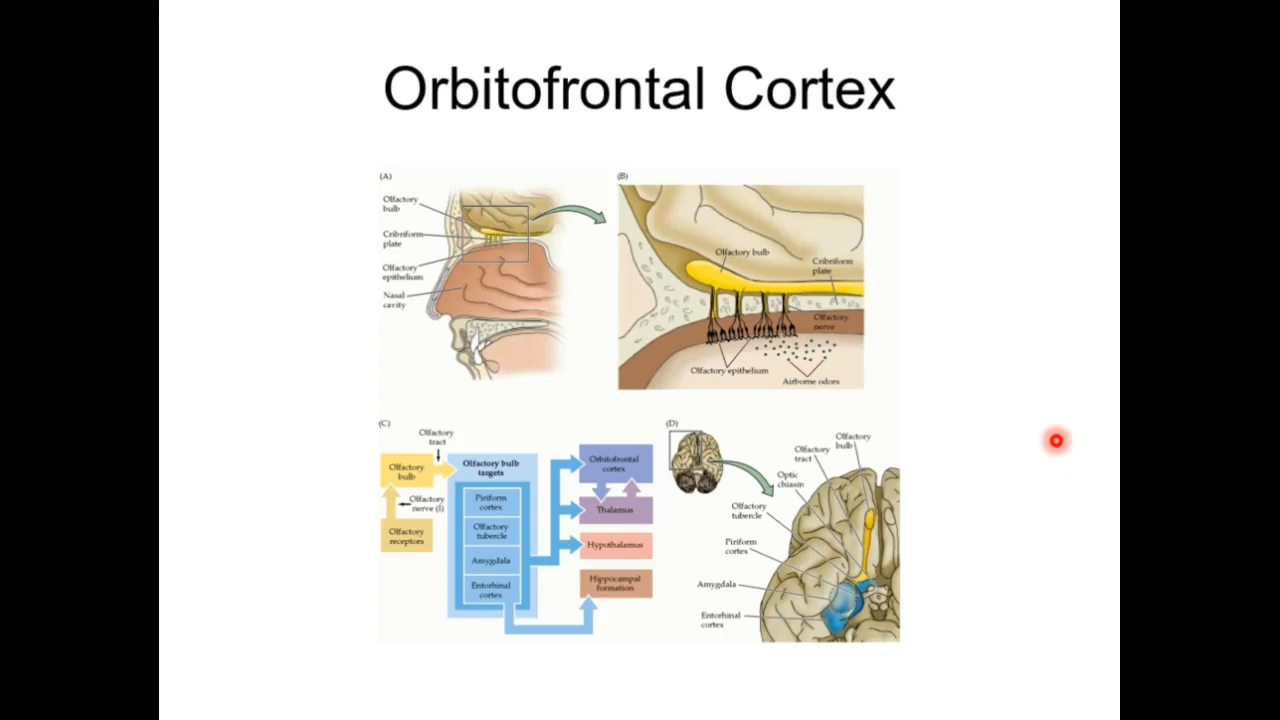 Orbitofrontal Cortex
(A)
Olfactory
bulb
Cribriform
plate
Olfactory
epithelium
Nasal
cavity
(B)
Olfactory bulb
Cribriform
plate
Olfactory
nerve
Olfactory epithelium
Airborne odors
(C)
Olfactory
tract
Olfactory
bulb
Olfactory
nerve (I)
Olfactory
receptors
Olfactory bulb
targets
Piriform
cortex
Olfactory
tubercle
Amygdala
Entorhinal
cortex
Orbitofrontal
cortex
Thalamus
Hypothalamus
Hippocampal
formation
(D)
Olfactory
bulb
Olfactory
tract
Optic
chiasm
Olfactory
tubercle
Piriform
cortex
Amygdala
Entorhinal
cortex